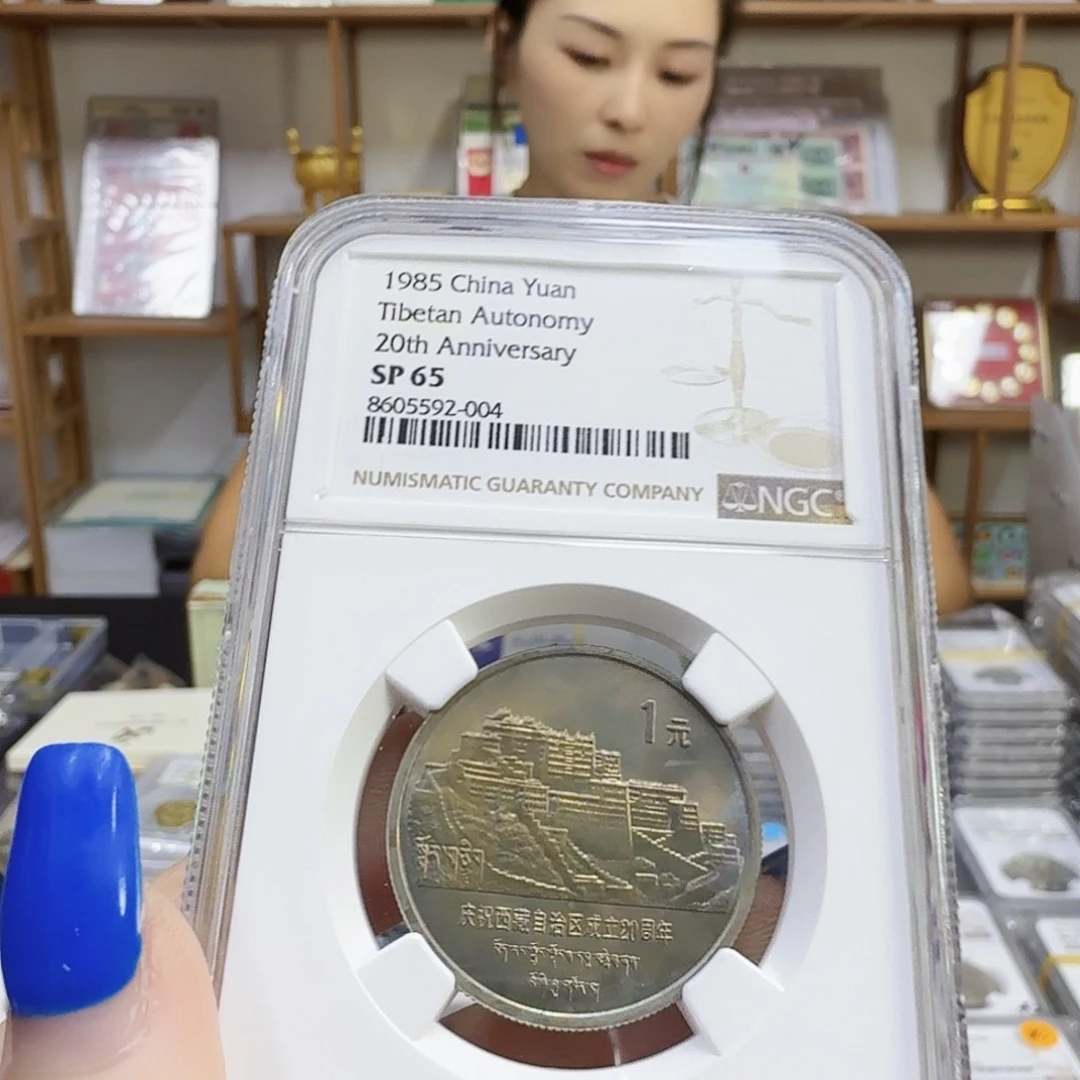 1985 China Yuan
Tibetan Autonomy
20th Anniversary
SP 65
8605592-004
NUMISMATIC GUARANTY COMPANY
NGC
1元
庆祝西藏自治区成立20周年